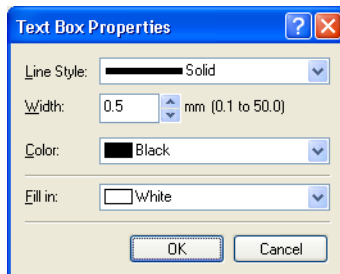 Text Box Properties
Line Style: Solid
Width: 0.5 mm (0.1 to 50.0)
Color: Black
Fill in: White
OK Cancel